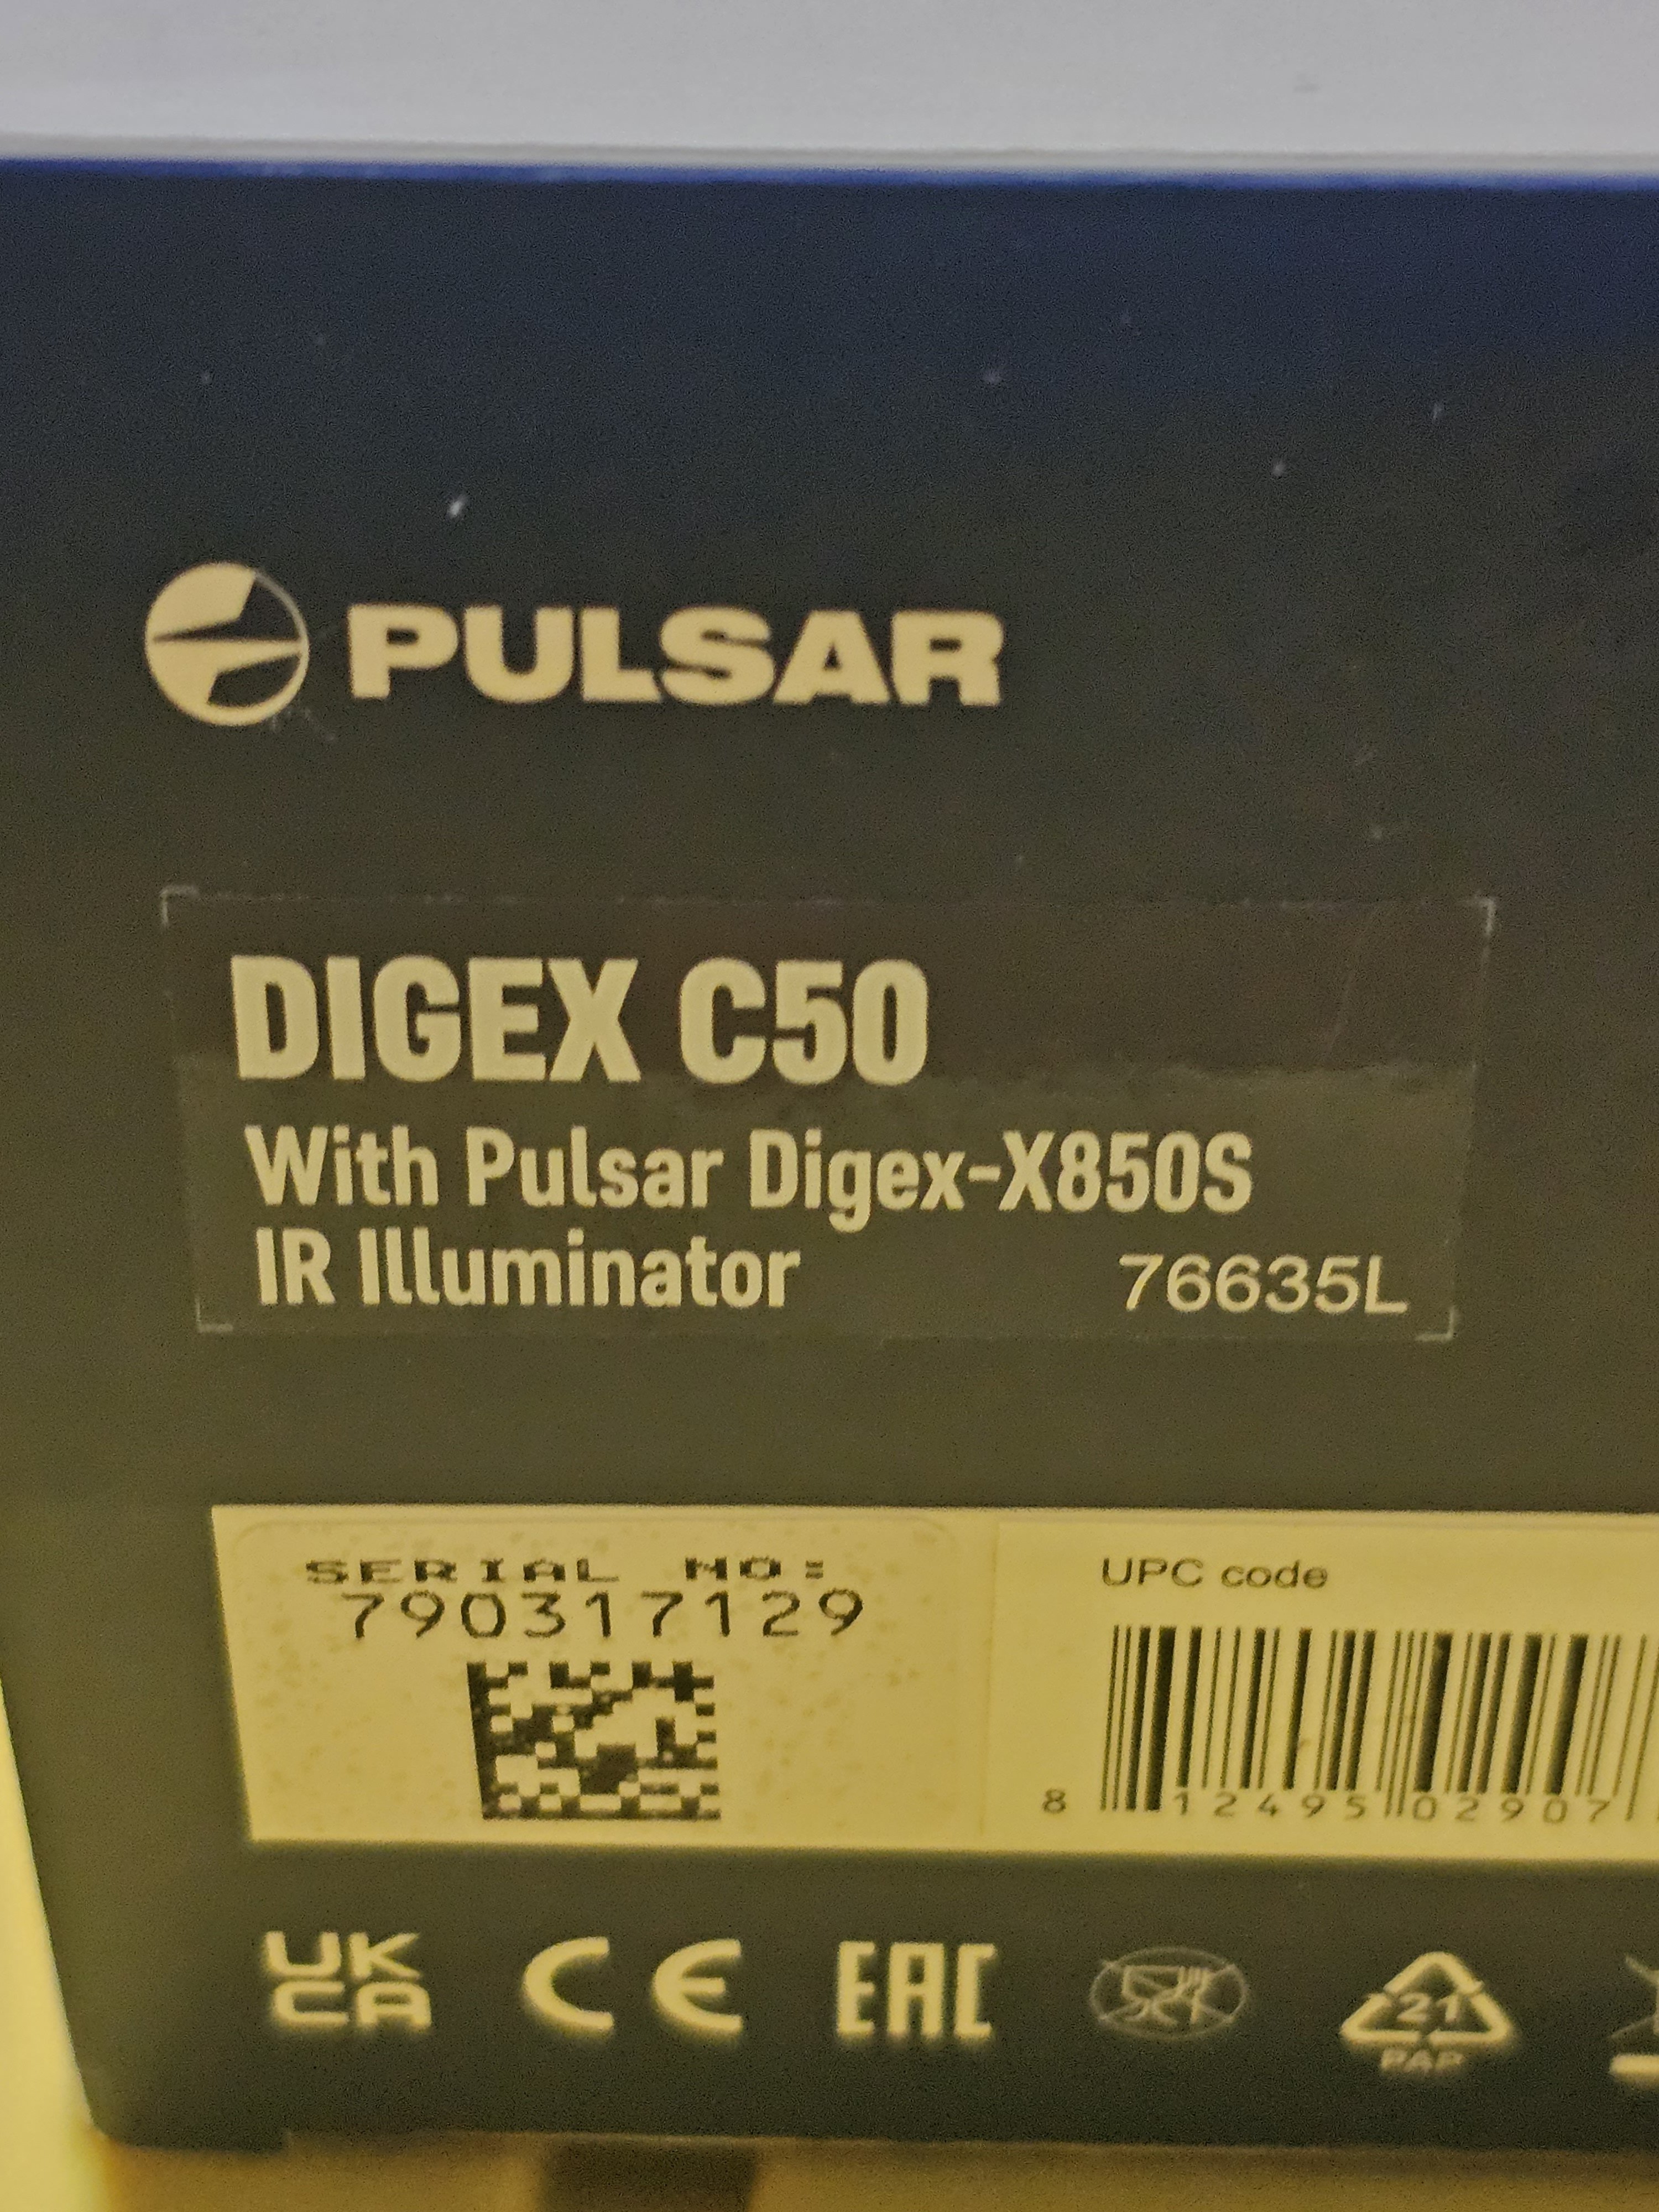 PULSAR
DIGEX C50
With Pulsar Digex-X850S
IR Illuminator 76635L
SERIAL NO:
790317129
UPC code
8 12495 02907
UK
CA
CE
EAC
21
PAP